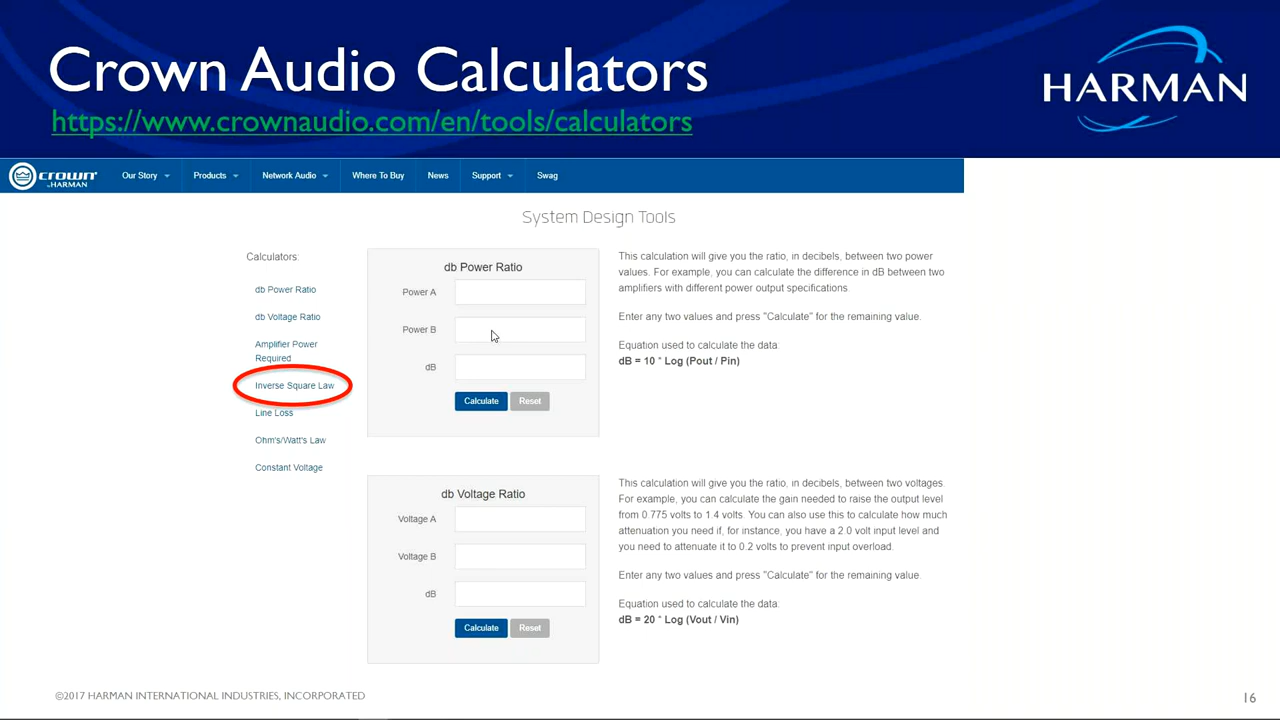 Crown Audio Calculators
https://www.crownaudio.com/en/tools/calculators
HARMAN
crown
by HARMAN
Our Story
Products
Network Audio
Where To Buy
News
Support
Swag
System Design Tools
Calculators:
db Power Ratio
db Voltage Ratio
Amplifier Power
Required
Inverse Square Law
Line Loss
Ohm's/Watt's Law
Constant Voltage
db Power Ratio
Power A
Power B
dB
Calculate Reset
This calculation will give you the ratio, in decibels, between two power
values. For example, you can calculate the difference in dB between two
amplifiers with different power output specifications.
Enter any two values and press "Calculate" for the remaining value.
Equation used to calculate the data:
dB = 10 * Log (Pout / Pin)
db Voltage Ratio
Voltage A
Voltage B
dB
Calculate Reset
This calculation will give you the ratio, in decibels, between two voltages.
For example, you can calculate the gain needed to raise the output level
from 0.775 volts to 1.4 volts. You can also use this to calculate how much
attenuation you need if, for instance, you have a 2.0 volt input level and
you need to attenuate it to 0.2 volts to prevent input overload.
Enter any two values and press "Calculate" for the remaining value.
Equation used to calculate the data:
dB = 20 * Log (Vout / Vin)
©2017 HARMAN INTERNATIONAL INDUSTRIES, INCORPORATED
16